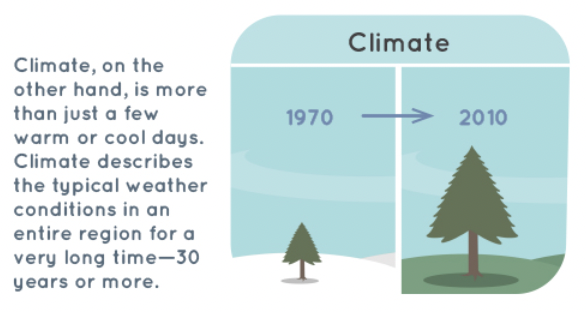 Climate, on the
other hand, is more
than just a few
warm or cool days.
Climate describes
the typical weather
conditions in an
entire region for a
very long time—30
years or more.
Climate
1970
2010